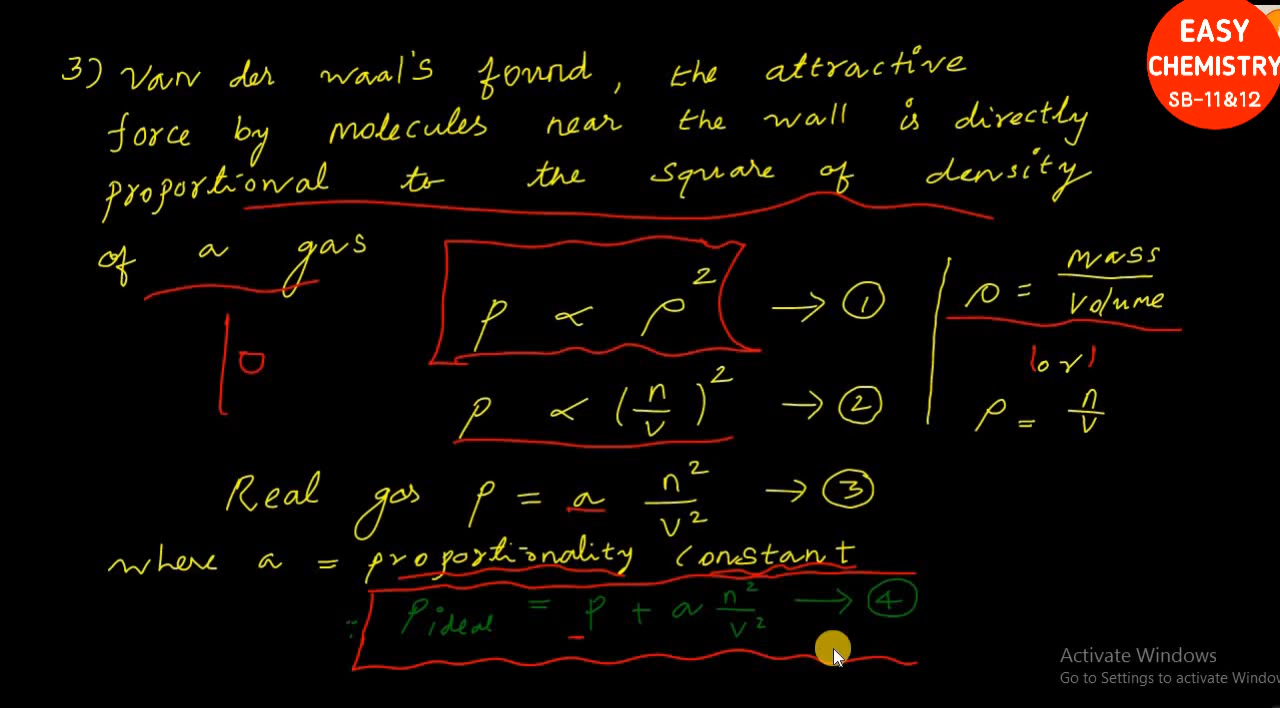 EASY
CHEMISTRY
SB-11&12
3) Van der waal's found, the attractive
force by molecules near the wall is directly
proportional to the square of density
of a gas
p ∝ ρ² → ①
ρ = mass / volume
(or)
ρ = n/v
p ∝ (n/v)² → ②
Real gas p = a n²/v² → ③
where a = proportionality constant
∵ P ideal = p + a n²/v² → ④
Activate Windows
Go to Settings to activate Window